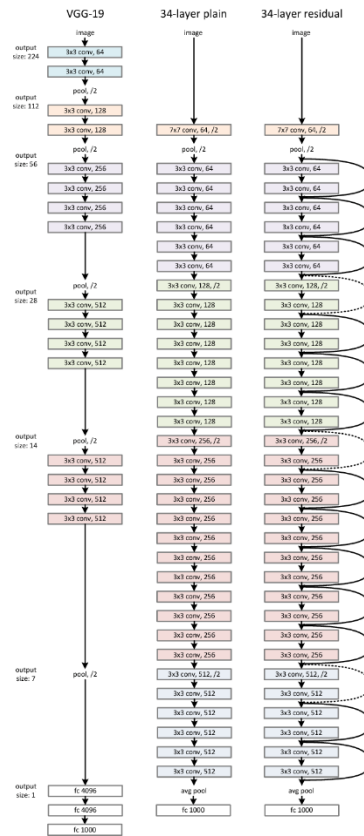 VGG-19
image
output
size: 224
3x3 conv, 64
3x3 conv, 64
pool, /2
output
size: 112
3x3 conv, 128
3x3 conv, 128
pool, /2
output
size: 56
3x3 conv, 256
3x3 conv, 256
3x3 conv, 256
3x3 conv, 256
pool, /2
output
size: 28
3x3 conv, 512
3x3 conv, 512
3x3 conv, 512
3x3 conv, 512
pool, /2
output
size: 14
3x3 conv, 512
3x3 conv, 512
3x3 conv, 512
3x3 conv, 512
output
size: 7
pool, /2
output
size: 1
fc 4096
fc 4096
fc 1000
34-layer plain
image
7x7 conv, 64, /2
pool, /2
3x3 conv, 64
3x3 conv, 64
3x3 conv, 64
3x3 conv, 64
3x3 conv, 64
3x3 conv, 64
3x3 conv, 128, /2
3x3 conv, 128
3x3 conv, 128
3x3 conv, 128
3x3 conv, 128
3x3 conv, 128
3x3 conv, 128
3x3 conv, 128
3x3 conv, 256, /2
3x3 conv, 256
3x3 conv, 256
3x3 conv, 256
3x3 conv, 256
3x3 conv, 256
3x3 conv, 256
3x3 conv, 256
3x3 conv, 256
3x3 conv, 256
3x3 conv, 256
3x3 conv, 256
3x3 conv, 512, /2
3x3 conv, 512
3x3 conv, 512
3x3 conv, 512
3x3 conv, 512
3x3 conv, 512
avg pool
fc 1000
34-layer residual
image
7x7 conv, 64, /2
pool, /2
3x3 conv, 64
3x3 conv, 64
3x3 conv, 64
3x3 conv, 64
3x3 conv, 64
3x3 conv, 64
3x3 conv, 128, /2
3x3 conv, 128
3x3 conv, 128
3x3 conv, 128
3x3 conv, 128
3x3 conv, 128
3x3 conv, 128
3x3 conv, 128
3x3 conv, 256, /2
3x3 conv, 256
3x3 conv, 256
3x3 conv, 256
3x3 conv, 256
3x3 conv, 256
3x3 conv, 256
3x3 conv, 256
3x3 conv, 256
3x3 conv, 256
3x3 conv, 256
3x3 conv, 256
3x3 conv, 512, /2
3x3 conv, 512
3x3 conv, 512
3x3 conv, 512
3x3 conv, 512
3x3 conv, 512
avg pool
fc 1000